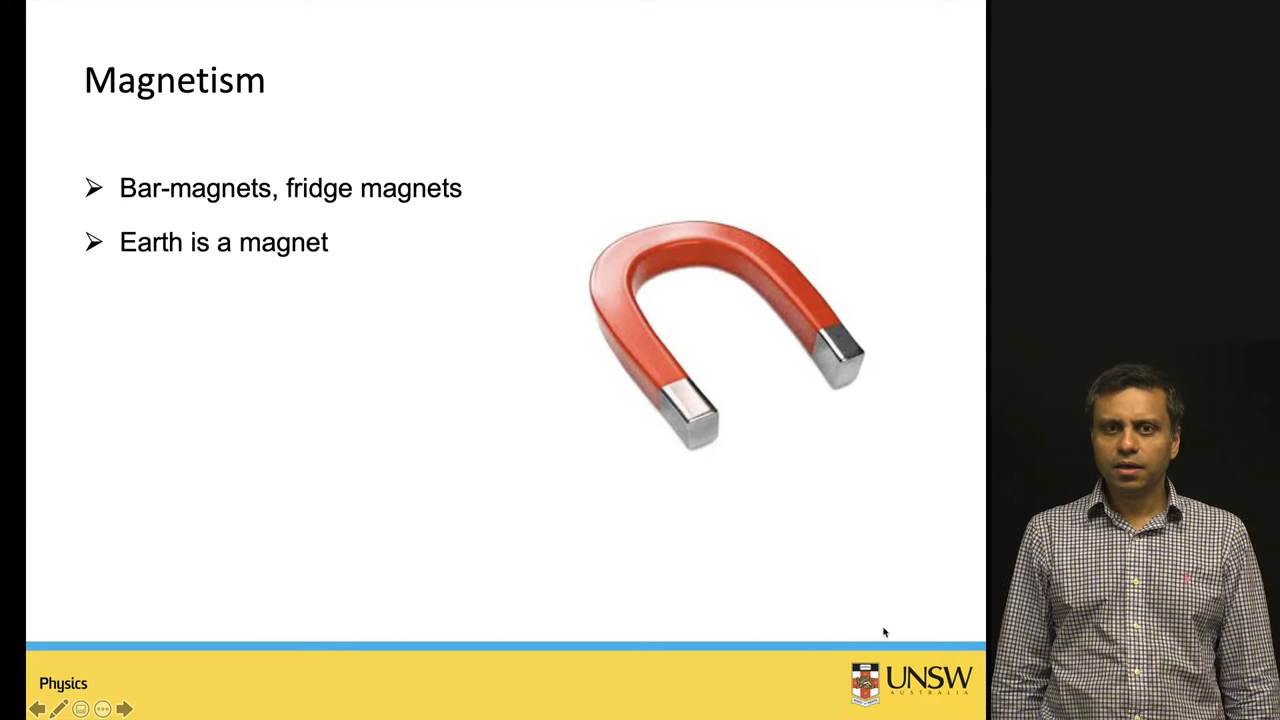 Magnetism
Bar-magnets, fridge magnets
Earth is a magnet
Physics
UNSW
AUSTRALIA